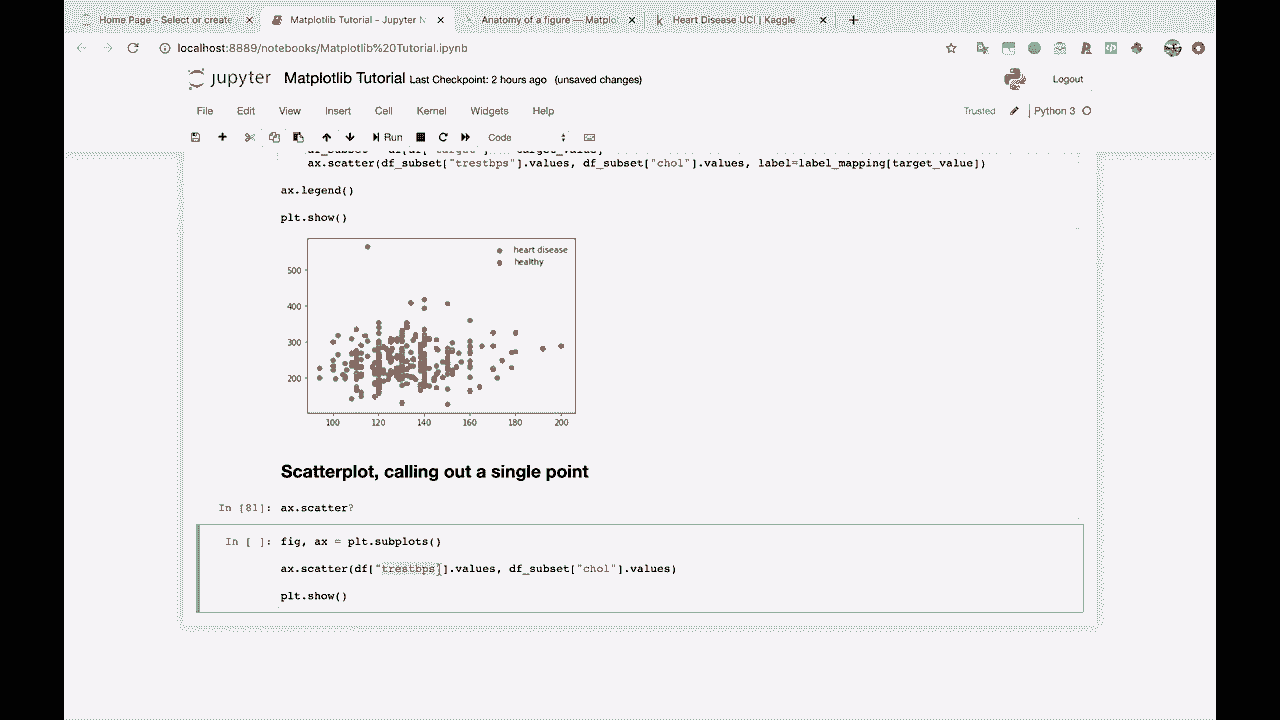 Home Page - Select or create
Matplotlib Tutorial - Jupyter N
Anatomy of a figure — Matplo
Heart Disease UCI | Kaggle
localhost:8889/notebooks/Matplotlib%20Tutorial.ipynb
jupyter Matplotlib Tutorial Last Checkpoint: 2 hours ago (unsaved changes)
Logout
File Edit View Insert Cell Kernel Widgets Help
Trusted Python 3
Run Code
ax.scatter(df_subset["trestbps"].values, df_subset["chol"].values, label=label_mapping[target_value])
ax.legend()
plt.show()
heart disease
healthy
500
400
300
200
100 120 140 160 180 200
Scatterplot, calling out a single point
In [81]: ax.scatter?
In [ ]: fig, ax = plt.subplots()
ax.scatter(df["trestbps"].values, df_subset["chol"].values)
plt.show()